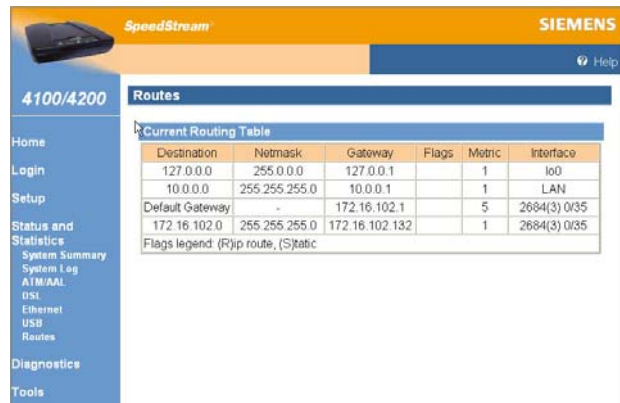 SpeedStream
SIEMENS
Help
4100/4200
Routes
Home
Login
Setup
Status and
Statistics
System Summary
System Log
ATM/AAL
DSL
Ethernet
USB
Routes
Diagnostics
Tools
Current Routing Table
Destination Netmask Gateway Flags Metric Interface
127.0.0.0 255.0.0.0 127.0.0.1 1 lo0
10.0.0.0 255.255.255.0 10.0.0.1 1 LAN
Default Gateway - 172.16.102.1 5 2684(3) 0/35
172.16.102.0 255.255.255.0 172.16.102.132 1 2684(3) 0/35
Flags legend: (R)ip route, (S)tatic